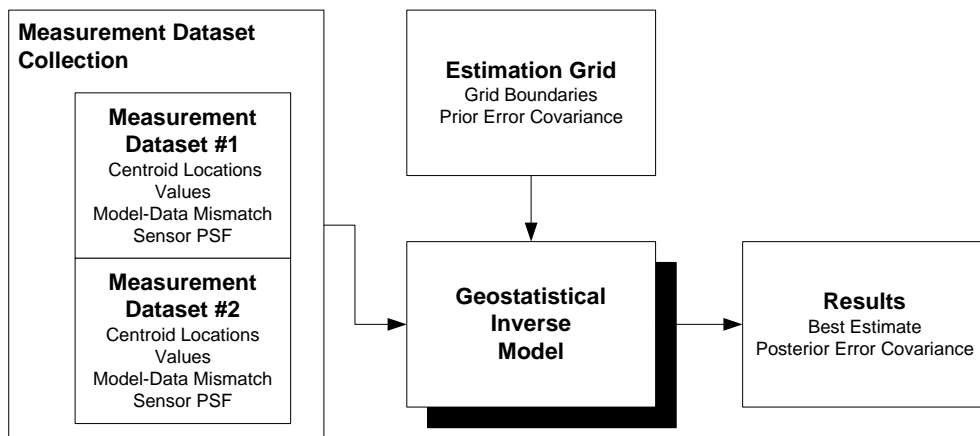 Measurement Dataset
Collection
Measurement
Dataset #1
Centroid Locations
Values
Model-Data Mismatch
Sensor PSF
Measurement
Dataset #2
Centroid Locations
Values
Model-Data Mismatch
Sensor PSF
Estimation Grid
Grid Boundaries
Prior Error Covariance
Geostatistical
Inverse
Model
Results
Best Estimate
Posterior Error Covariance